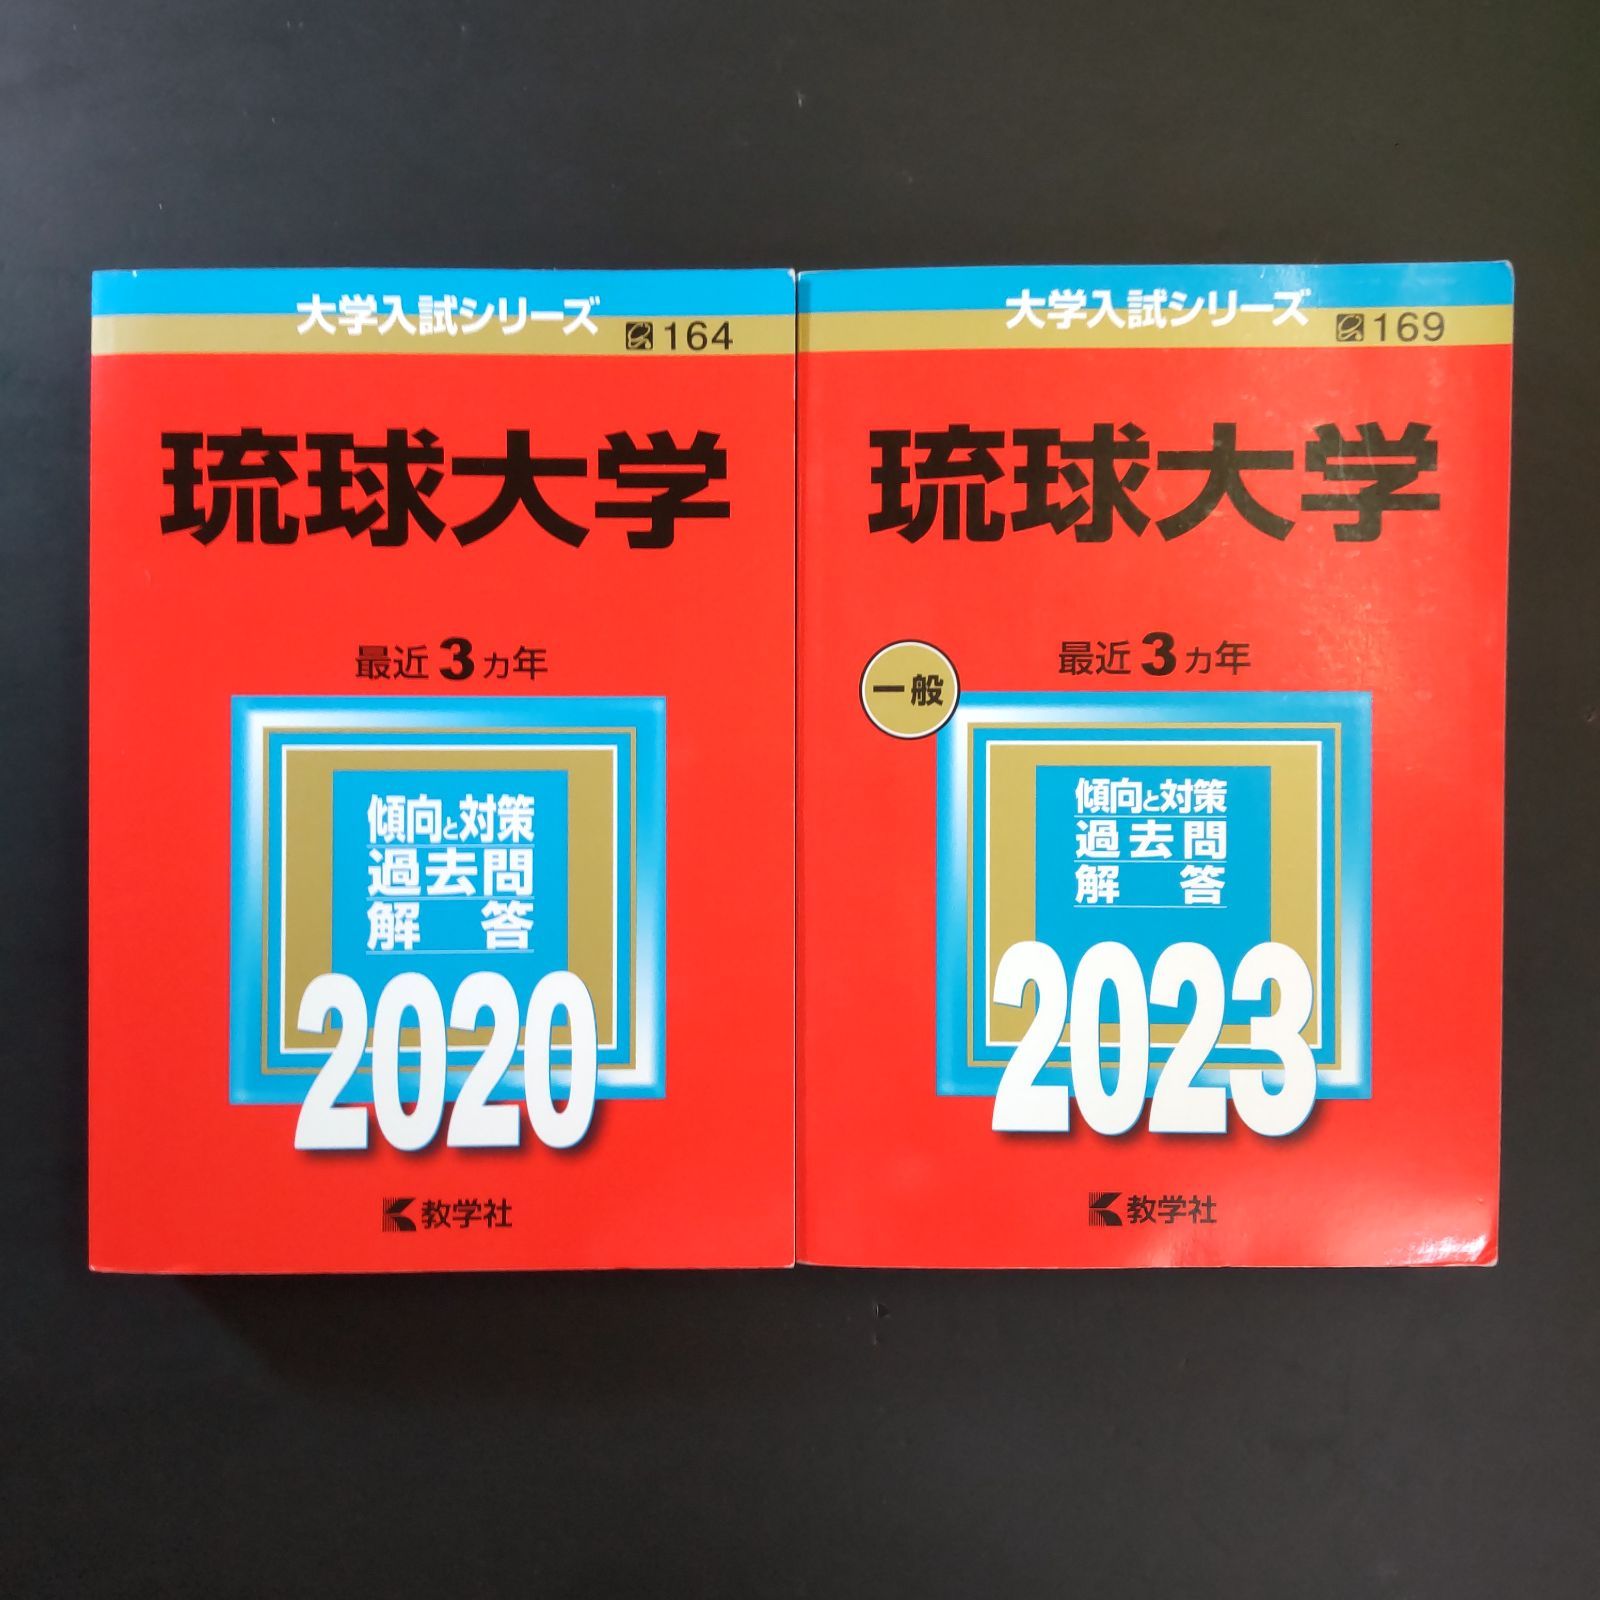 大学入試シリーズ
164
琉球大学
最近3ヵ年
傾向と対策
過去問
解答
2020
教学社
大学入試シリーズ
169
琉球大学
一般
最近3ヵ年
傾向と対策
過去問
解答
2023
教学社